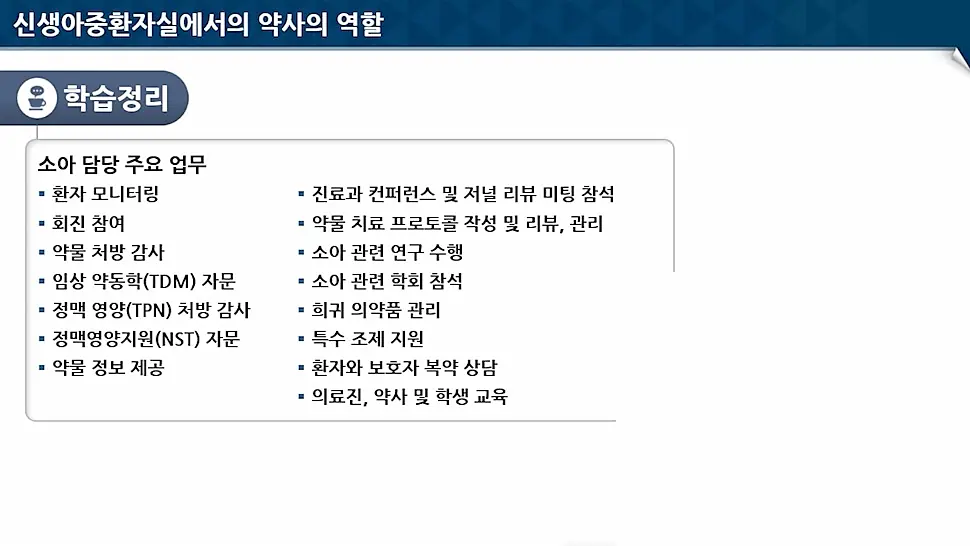 신생아중환자실에서의 약사의 역할
학습정리
소아 담당 주요 업무
▪ 환자 모니터링
▪ 회진 참여
▪ 약물 처방 감사
▪ 임상 약동학(TDM) 자문
▪ 정맥 영양(TPN) 처방 감사
▪ 정맥영양지원(NST) 자문
▪ 약물 정보 제공
▪ 진료과 컨퍼런스 및 저널 리뷰 미팅 참석
▪ 약물 치료 프로토콜 작성 및 리뷰, 관리
▪ 소아 관련 연구 수행
▪ 소아 관련 학회 참석
▪ 희귀 의약품 관리
▪ 특수 조제 지원
▪ 환자와 보호자 복약 상담
▪ 의료진, 약사 및 학생 교육